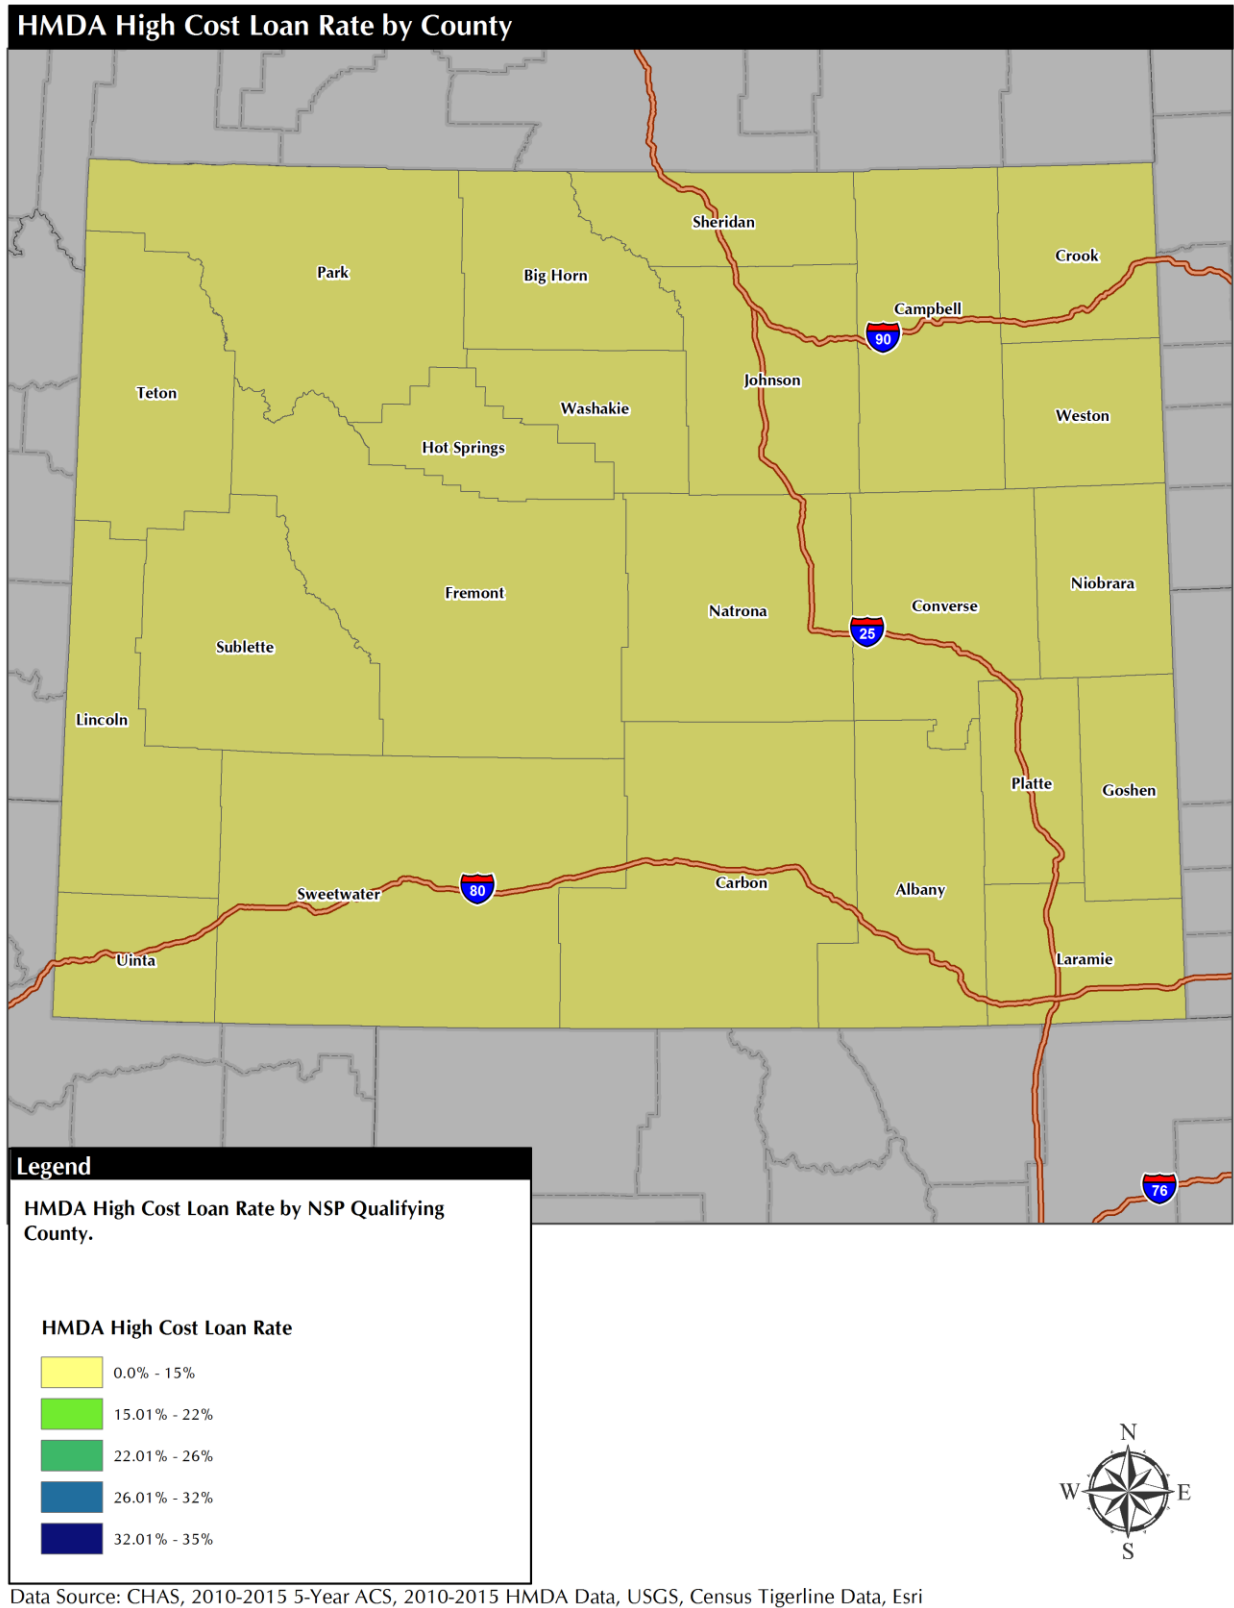 HMDA High Cost Loan Rate by County
Sheridan
Crook
Park
Big Horn
Campbell
90
Johnson
Teton
Washakie
Weston
Hot Springs
Niobrara
Fremont
Converse
Natrona
25
Sublette
Lincoln
Platte
Goshen
Carbon
Albany
80
Sweetwater
Uinta
Laramie
76
Legend
HMDA High Cost Loan Rate by NSP Qualifying
County.
HMDA High Cost Loan Rate
0.0% - 15%
15.01% - 22%
22.01% - 26%
26.01% - 32%
32.01% - 35%
N
W
E
S
Data Source: CHAS, 2010-2015 5-Year ACS, 2010-2015 HMDA Data, USGS, Census Tigerline Data, Esri